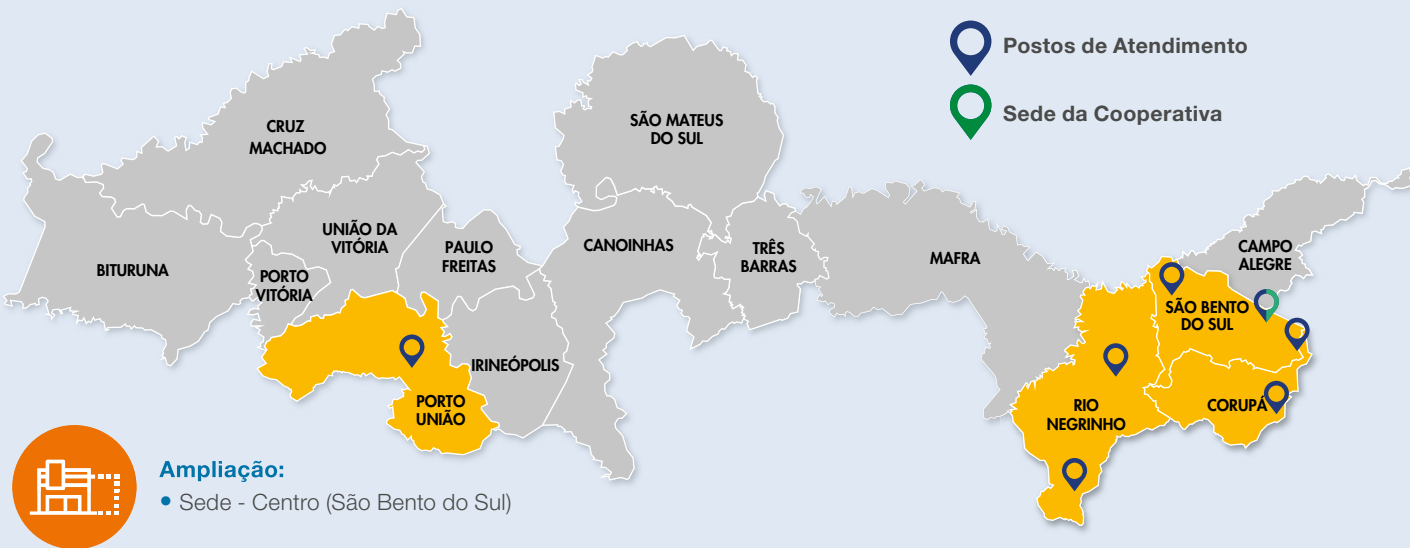 Postos de Atendimento
Sede da Cooperativa
CRUZ
MACHADO
SÃO MATEUS
DO SUL
UNIÃO DA
VITÓRIA
PAULO
FREITAS
CANOINHAS
TRÊS
BARRAS
MAFRA
CAMPO
ALEGRE
BITURUNA
PORTO
VITÓRIA
SÃO BENTO
DO SUL
IRINEÓPOLIS
PORTO
UNIÃO
RIO
NEGRINHO
CORUPÁ
Ampliação:
• Sede - Centro (São Bento do Sul)